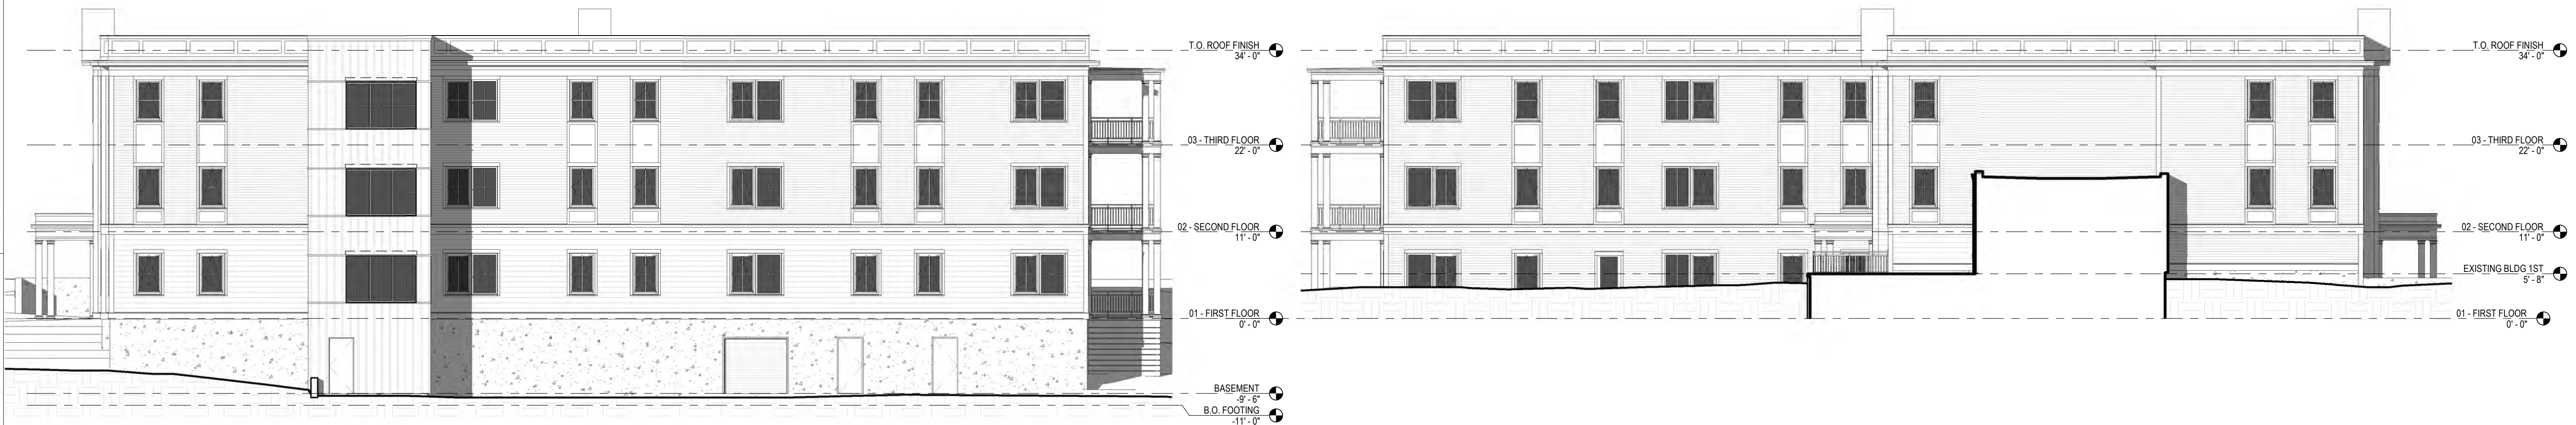 T.O. ROOF FINISH
34' - 0"
03 - THIRD FLOOR
22' - 0"
02 - SECOND FLOOR
11' - 0"
01 - FIRST FLOOR
0' - 0"
BASEMENT
-9' - 6"
B.O. FOOTING
-11' - 0"
T.O. ROOF FINISH
34' - 0"
03 - THIRD FLOOR
22' - 0"
02 - SECOND FLOOR
11' - 0"
EXISTING BLDG 1ST
5' - 8"
01 - FIRST FLOOR
0' - 0"